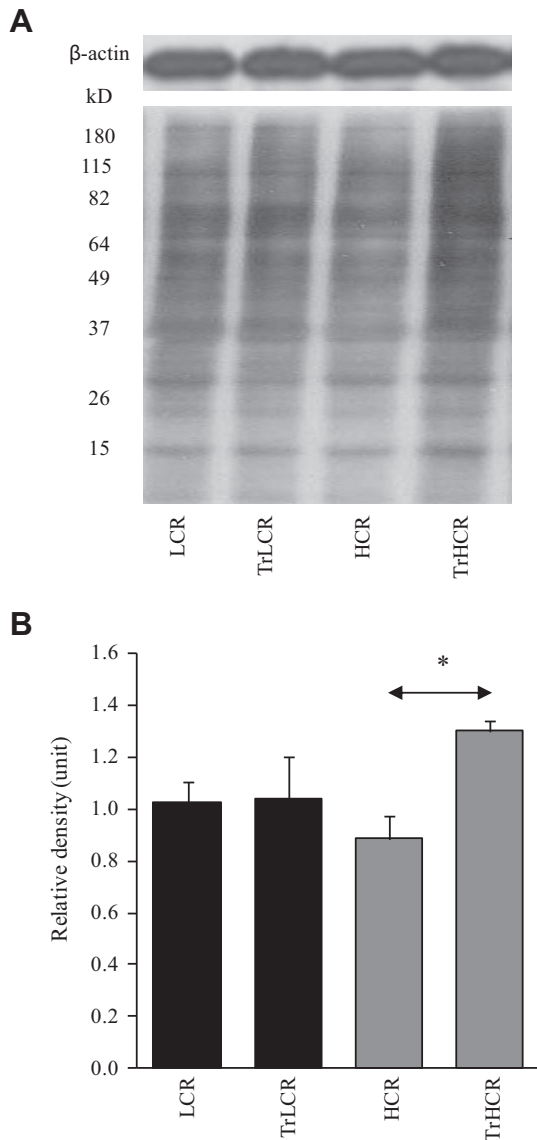 A
β-actin
kD
180
115
82
64
49
37
26
15
LCR
TrLCR
HCR
TrHCR
B
Relative density (unit)
1.6
1.4
1.2
1.0
0.8
0.6
0.4
0.2
0.0
*
LCR
TrLCR
HCR
TrHCR